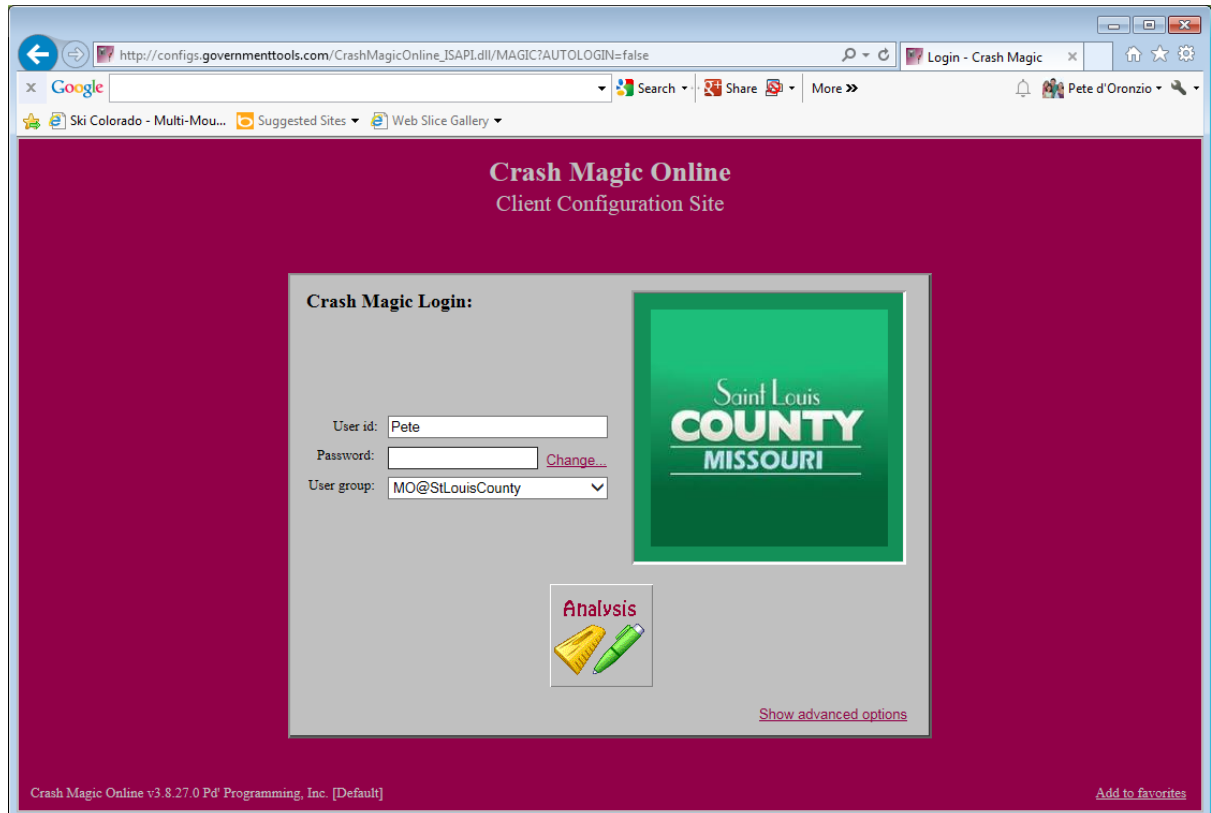 http://configs.governmenttools.com/CrashMagicOnline_ISAPI.dll/MAGIC?AUTOLOGIN=false
Login - Crash Magic
x Google Search Share More >> Pete d'Oronzio
Ski Colorado - Multi-Mou... Suggested Sites Web Slice Gallery
Crash Magic Online
Client Configuration Site
Crash Magic Login:
Saint Louis
COUNTY
MISSOURI
User id: Pete
Password: Change...
User group: MO@StLouisCounty
Analysis
Show advanced options
Crash Magic Online v3.8.27.0 Pd' Programming, Inc. [Default] Add to favorites